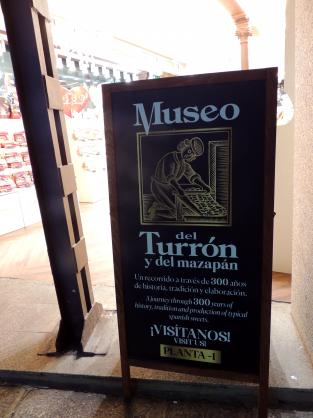 Museo
del
Turrón
y del mazapán
Un recorrido a través de 300 años
de historia, tradición y elaboración.
A journey through 300 years of
history, tradition and production of typical
spanish sweets.
¡VISÍTANOS!
VISIT US!
PLANTA -1